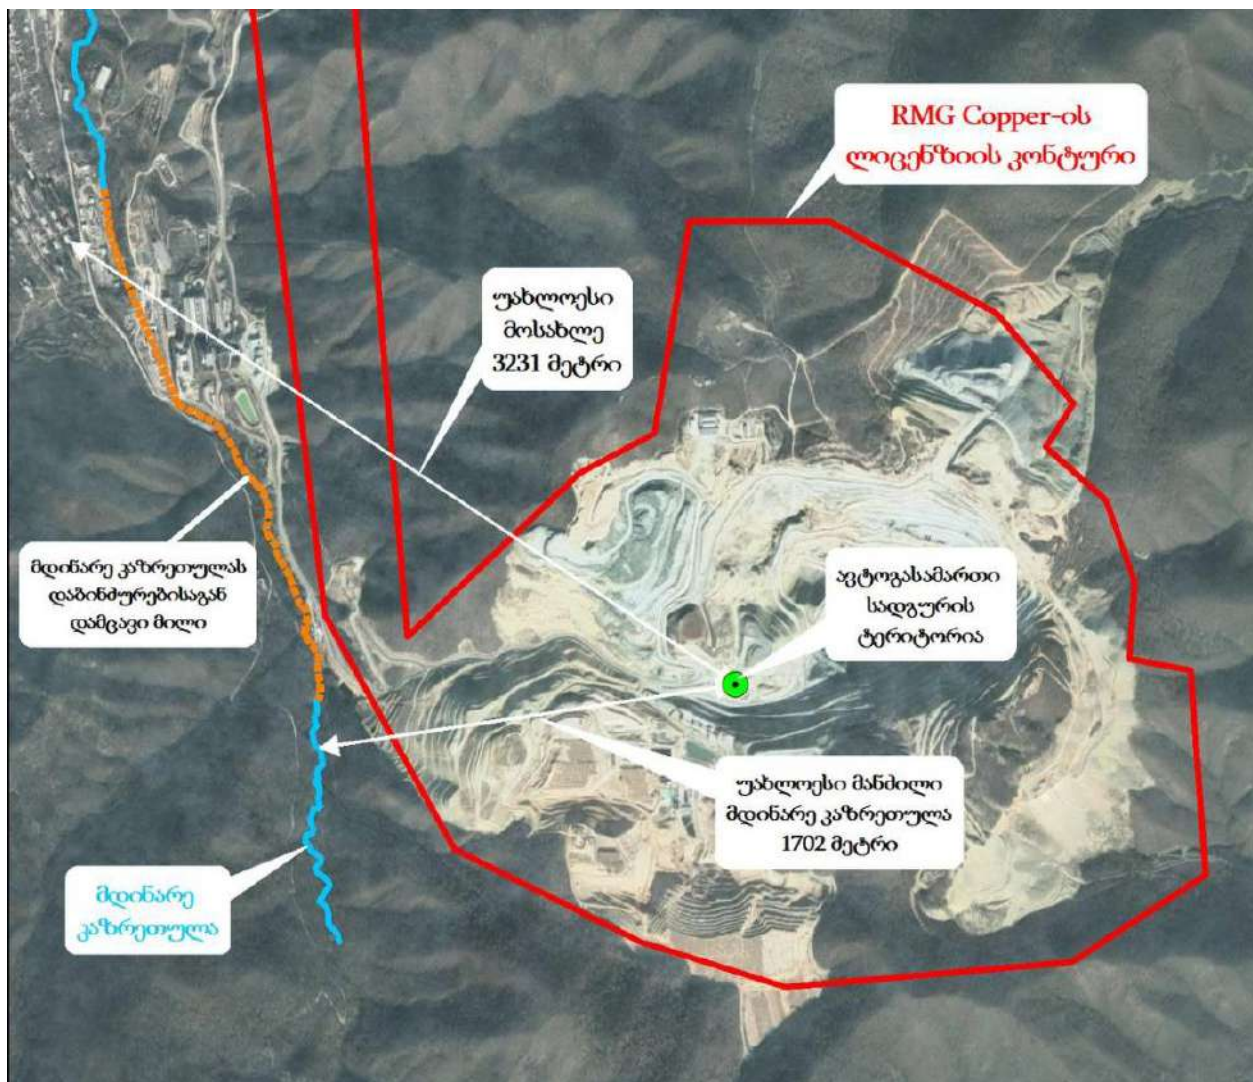 RMG Copper-ის
ლიცენზიის კონტური
უახლოესი
მოსახლე
3231 მეტრი
მდინარე კაზრეთულას
დაბინძურებისაგან
დამცავი მილი
ავტოგასამართი
სადგურის
ტერიტორია
უახლოესი მანძილი
მდინარე კაზრეთულა
1702 მეტრი
მდინარე
კაზრეთულა